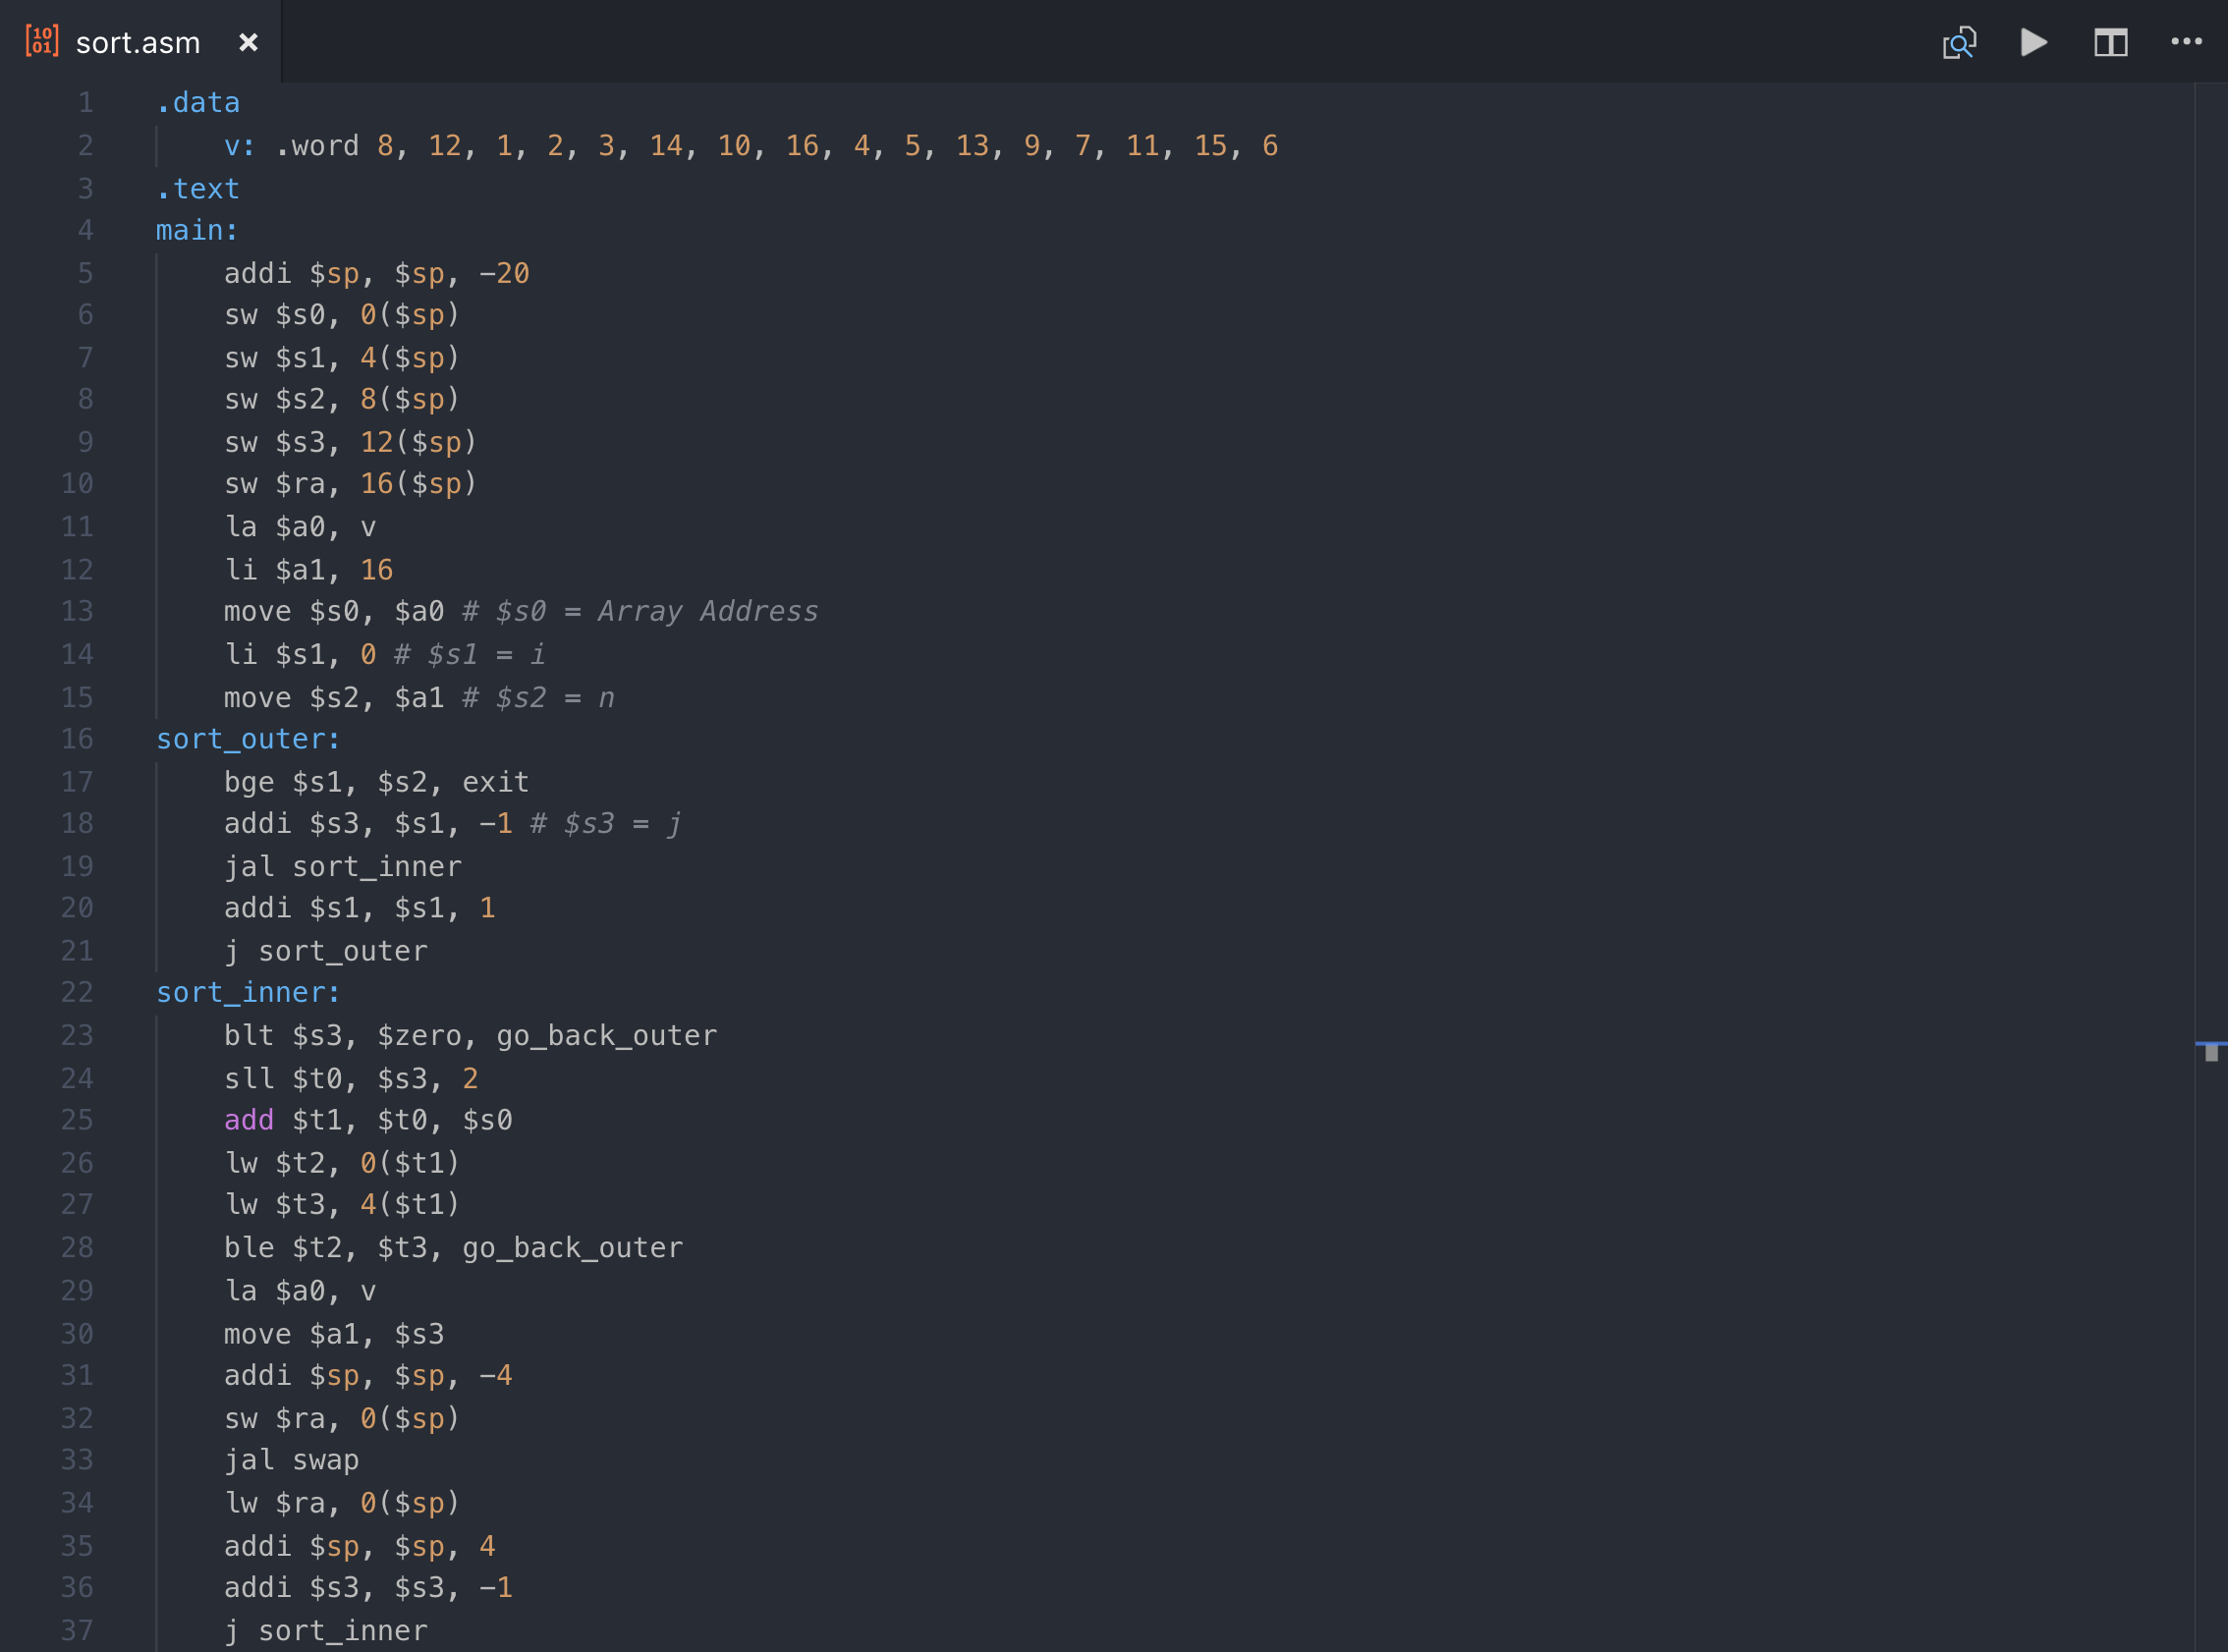 10
01
sort.asm
1 .data
2 v: .word 8, 12, 1, 2, 3, 14, 10, 16, 4, 5, 13, 9, 7, 11, 15, 6
3 .text
4 main:
5 addi $sp, $sp, -20
6 sw $s0, 0($sp)
7 sw $s1, 4($sp)
8 sw $s2, 8($sp)
9 sw $s3, 12($sp)
10 sw $ra, 16($sp)
11 la $a0, v
12 li $a1, 16
13 move $s0, $a0 # $s0 = Array Address
14 li $s1, 0 # $s1 = i
15 move $s2, $a1 # $s2 = n
16 sort_outer:
17 bge $s1, $s2, exit
18 addi $s3, $s1, -1 # $s3 = j
19 jal sort_inner
20 addi $s1, $s1, 1
21 j sort_outer
22 sort_inner:
23 blt $s3, $zero, go_back_outer
24 sll $t0, $s3, 2
25 add $t1, $t0, $s0
26 lw $t2, 0($t1)
27 lw $t3, 4($t1)
28 ble $t2, $t3, go_back_outer
29 la $a0, v
30 move $a1, $s3
31 addi $sp, $sp, -4
32 sw $ra, 0($sp)
33 jal swap
34 lw $ra, 0($sp)
35 addi $sp, $sp, 4
36 addi $s3, $s3, -1
37 j sort_inner